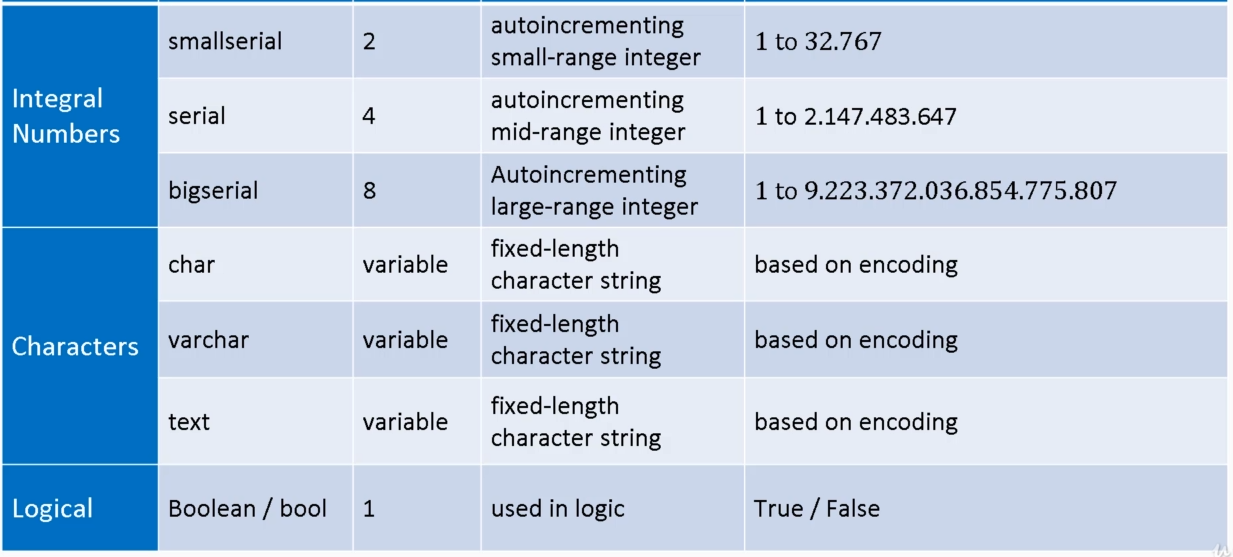 smallserial 2 autoincrementing small-range integer 1 to 32.767
Integral Numbers
serial 4 autoincrementing mid-range integer 1 to 2.147.483.647
bigserial 8 Autoincrementing large-range integer 1 to 9.223.372.036.854.775.807
char variable fixed-length character string based on encoding
Characters
varchar variable fixed-length character string based on encoding
text variable fixed-length character string based on encoding
Logical Boolean / bool 1 used in logic True / False